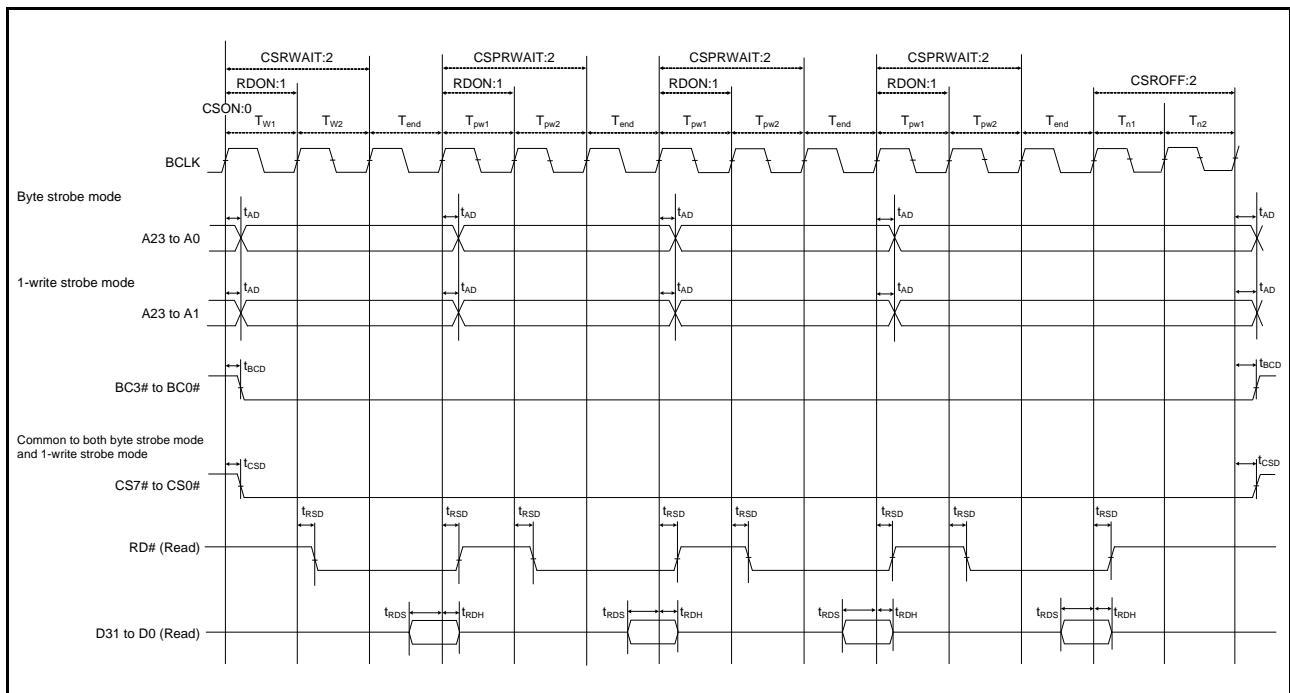 CSRWAIT:2 CSPRWAIT:2 CSPRWAIT:2 CSPRWAIT:2
RDON:1 RDON:1 RDON:1 RDON:1 CSROFF:2
CSON:0
TW1 TW2 Tend Tpw1 Tpw2 Tend Tpw1 Tpw2 Tend Tpw1 Tpw2 Tend Tn1 Tn2
BCLK
Byte strobe mode
tAD tAD tAD tAD tAD
A23 to A0
1-write strobe mode
tAD tAD tAD tAD tAD
A23 to A1
tBCD tBCD
BC3# to BC0#
Common to both byte strobe mode
and 1-write strobe mode
tCSD tCSD
CS7# to CS0#
tRSD tRSD tRSD tRSD tRSD tRSD tRSD tRSD
RD# (Read)
tRDS tRDH tRDS tRDH tRDS tRDH tRDS tRDH
D31 to D0 (Read)